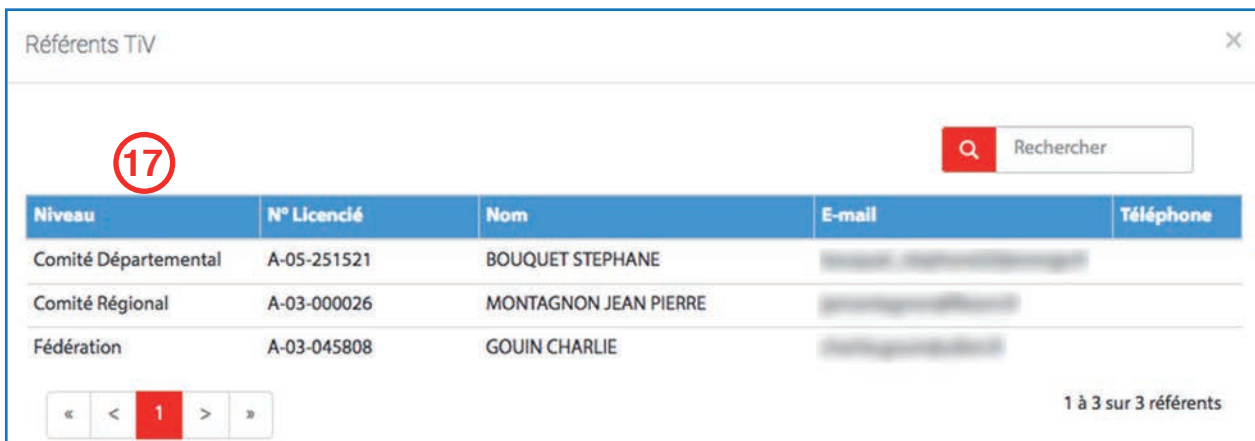 Référents TiV ×
Rechercher
17
Niveau N° Licencié Nom E-mail Téléphone
Comité Départemental A-05-251521 BOUQUET STEPHANE
Comité Régional A-03-000026 MONTAGNON JEAN PIERRE
Fédération A-03-045808 GOUIN CHARLIE
« < 1 > »
1 à 3 sur 3 référents